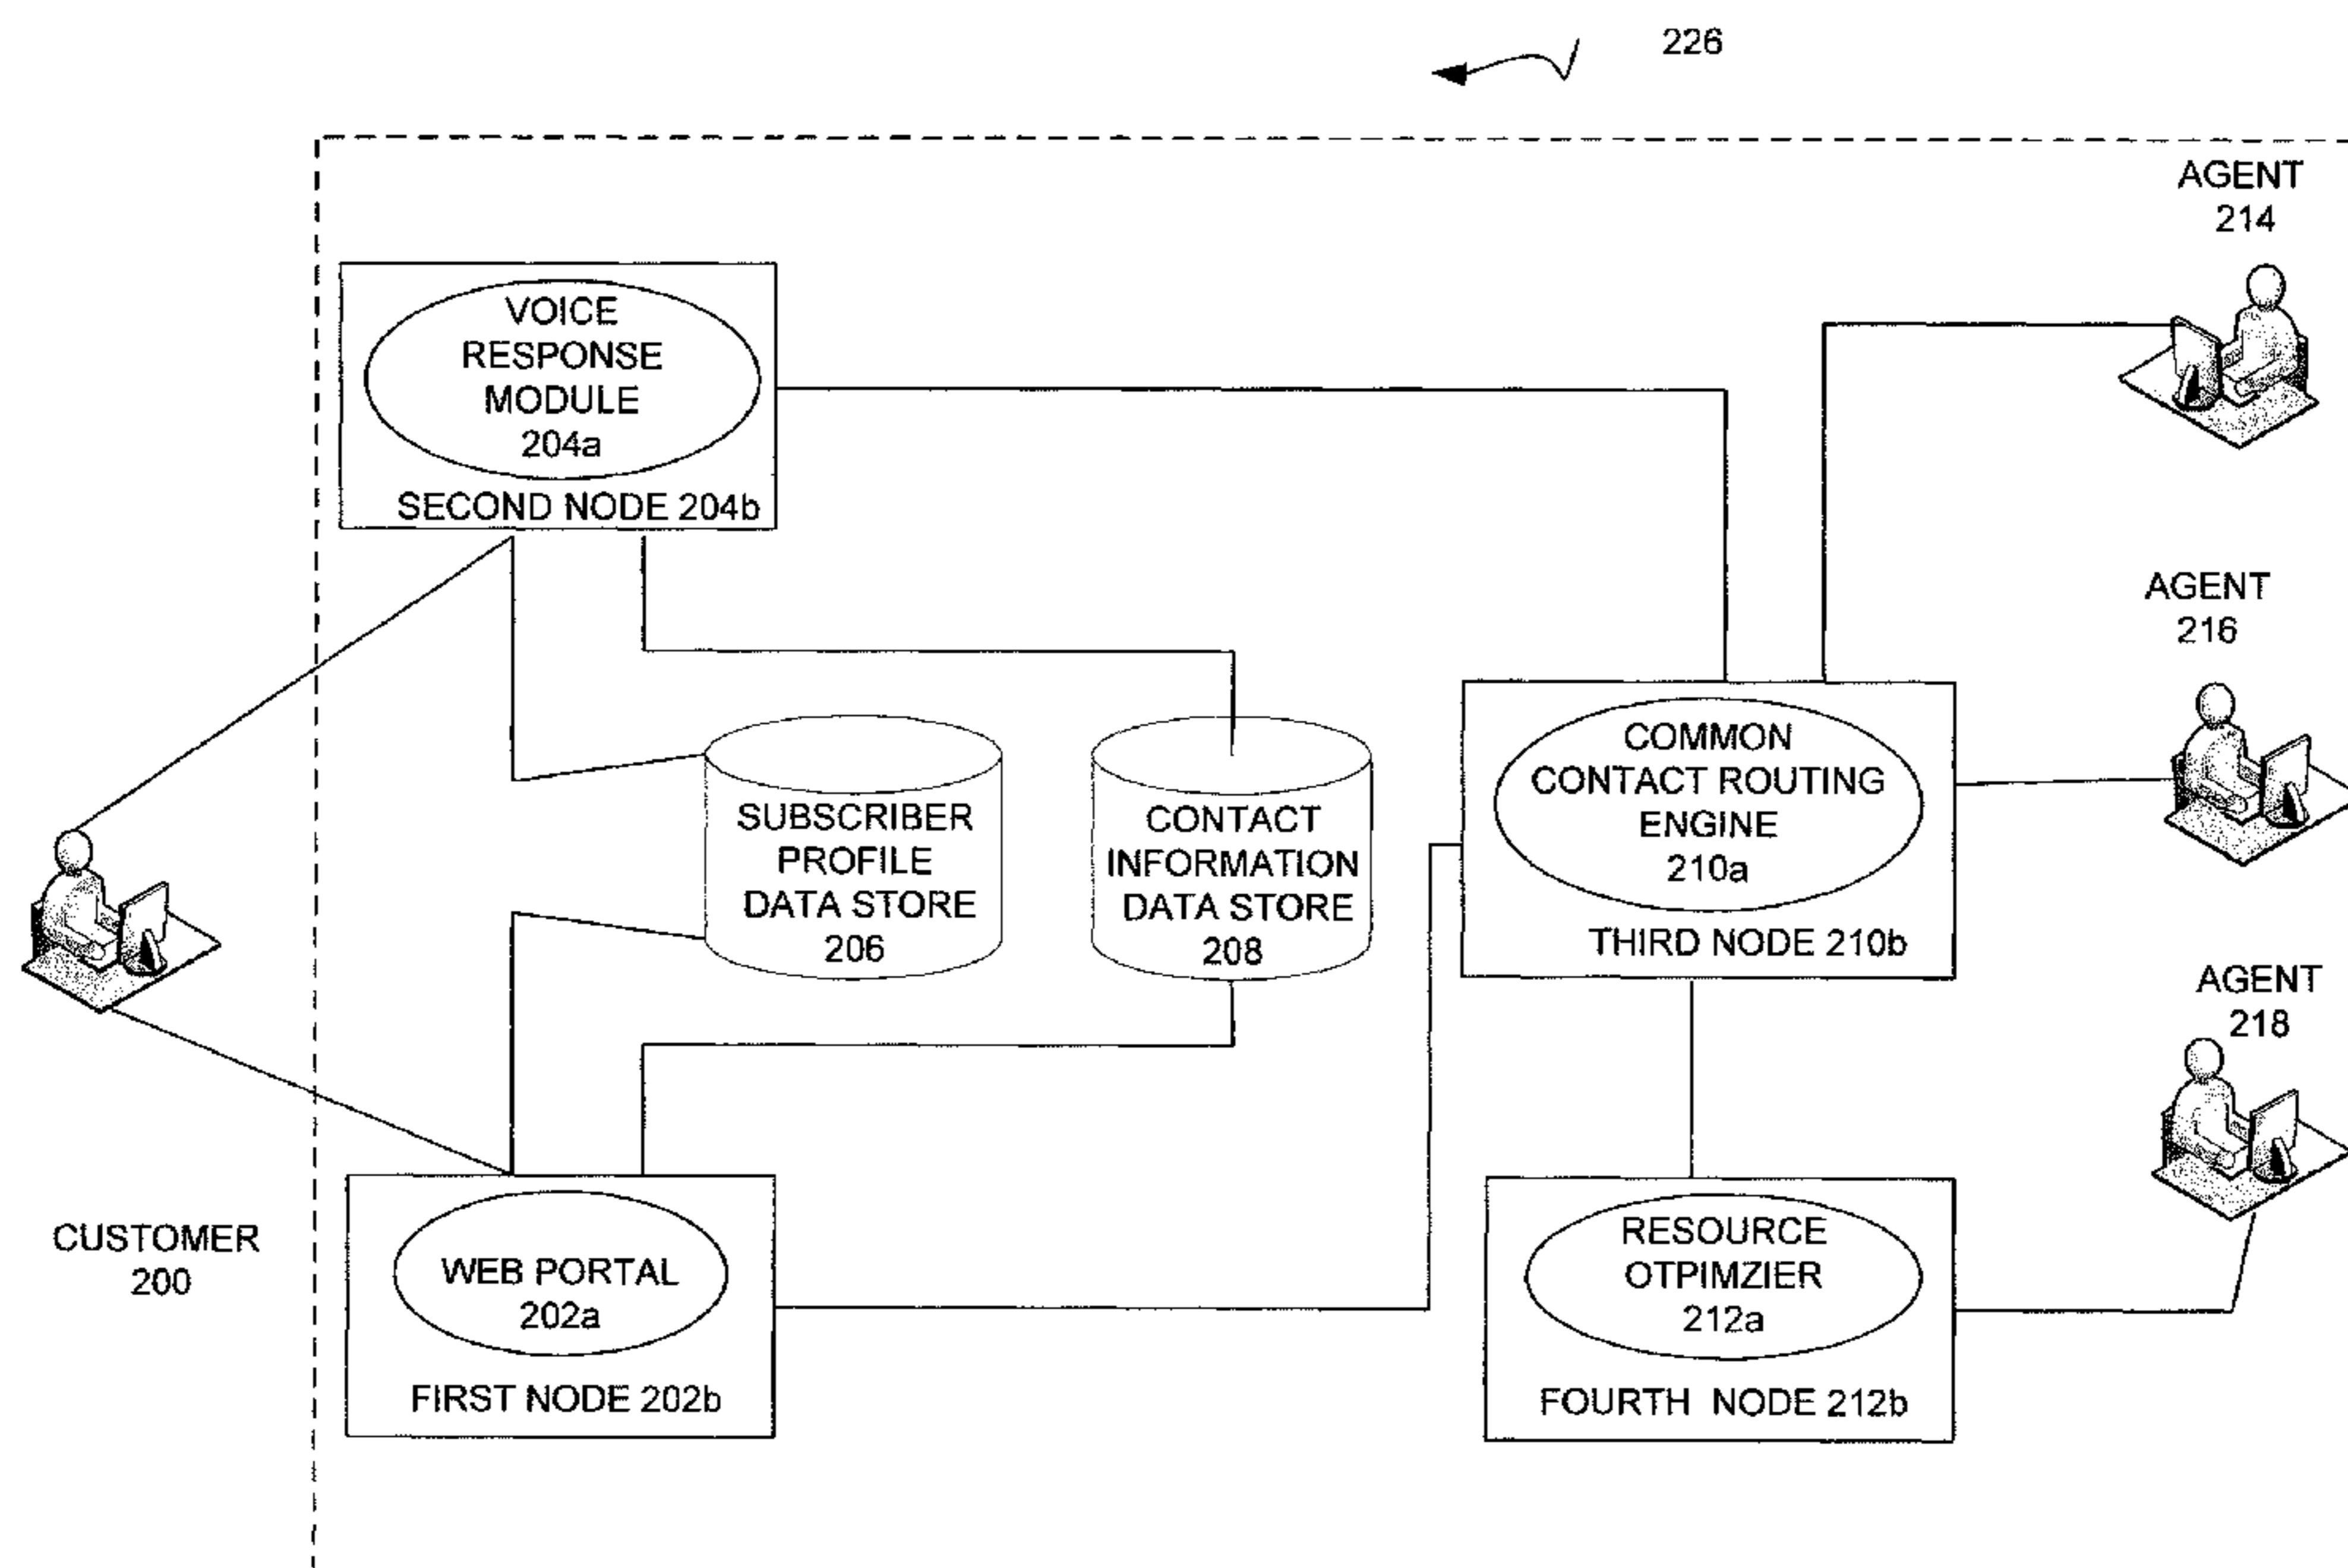 226
AGENT
214
VOICE
RESPONSE
MODULE
204a
SECOND NODE 204b
AGENT
216
COMMON
CONTACT ROUTING
ENGINE
210a
THIRD NODE 210b
SUBSCRIBER
PROFILE
DATA STORE
206
CONTACT
INFORMATION
DATA STORE
208
AGENT
218
CUSTOMER
200
WEB PORTAL
202a
FIRST NODE 202b
RESOURCE
OTPIMZIER
212a
FOURTH NODE 212b